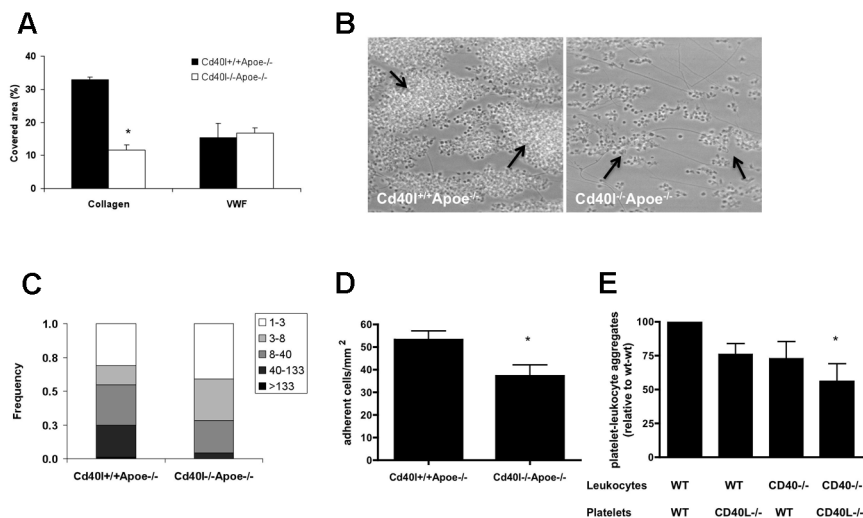 A
Covered area (%)
40
30
20
10
0
Cd40l+/+Apoe-/-
Cd40l-/-Apoe-/-
*
Collagen
VWF
B
Cd40l+/+Apoe-/-
Cd40l-/-Apoe-/-
C
Frequency
1.0
0.8
0.5
0.3
0.0
1-3
3-8
8-40
40-133
>133
Cd40l+/+Apoe-/-
Cd40l-/-Apoe-/-
D
adherent cells/mm 2
60
50
40
30
20
10
0
*
Cd40l+/+Apoe-/-
Cd40l-/-Apoe-/-
E
platelet-leukocyte aggregates
(relative to wt-wt)
100
75
50
25
0
*
Leukocytes WT WT CD40-/- CD40-/-
Platelets WT CD40L-/- WT CD40L-/-